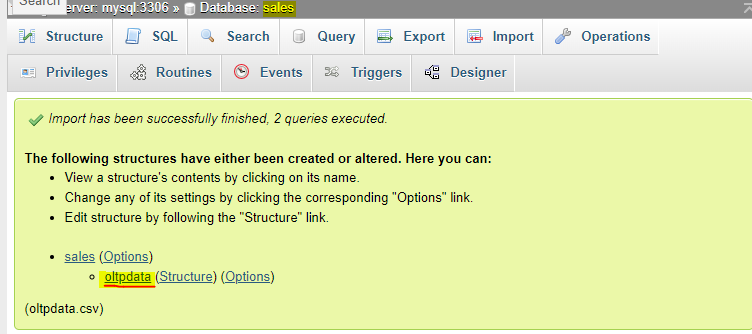 Search
erver: mysql:3306 » Database: sales
Structure SQL Search Query Export Import Operations
Privileges Routines Events Triggers Designer
Import has been successfully finished, 2 queries executed.
The following structures have either been created or altered. Here you can:
• View a structure's contents by clicking on its name.
• Change any of its settings by clicking the corresponding "Options" link.
• Edit structure by following the "Structure" link.
• sales (Options)
○ oltpdata (Structure) (Options)
(oltpdata.csv)